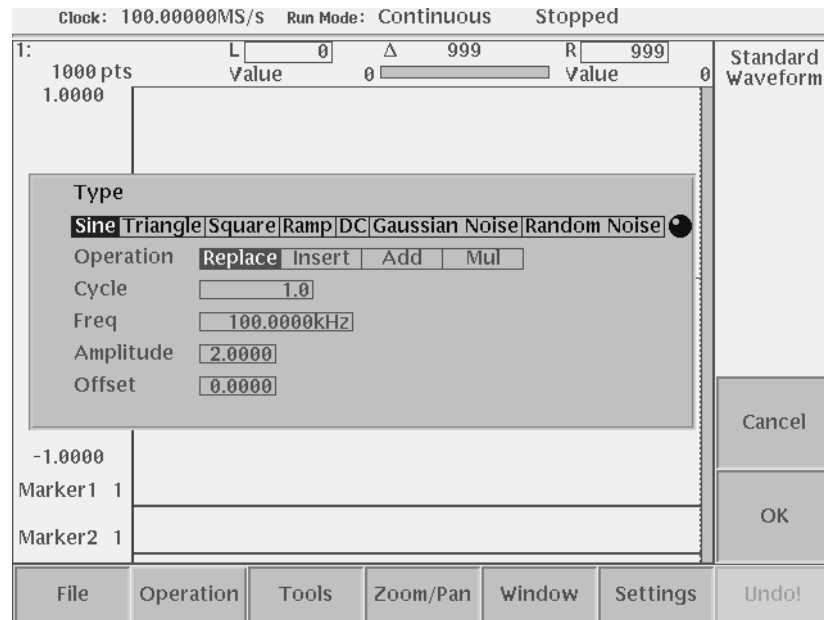 Clock: 100.00000MS/s Run Mode: Continuous Stopped
1: L 0 Δ 999 R 999
1000 pts Value 0 Value 0
Standard
Waveform
1.0000
Type
Sine Triangle Square Ramp DC Gaussian Noise Random Noise
Operation Replace Insert Add Mul
Cycle 1.0
Freq 100.0000kHz
Amplitude 2.0000
Offset 0.0000
Cancel
-1.0000
Marker1 1
OK
Marker2 1
File Operation Tools Zoom/Pan Window Settings Undo!